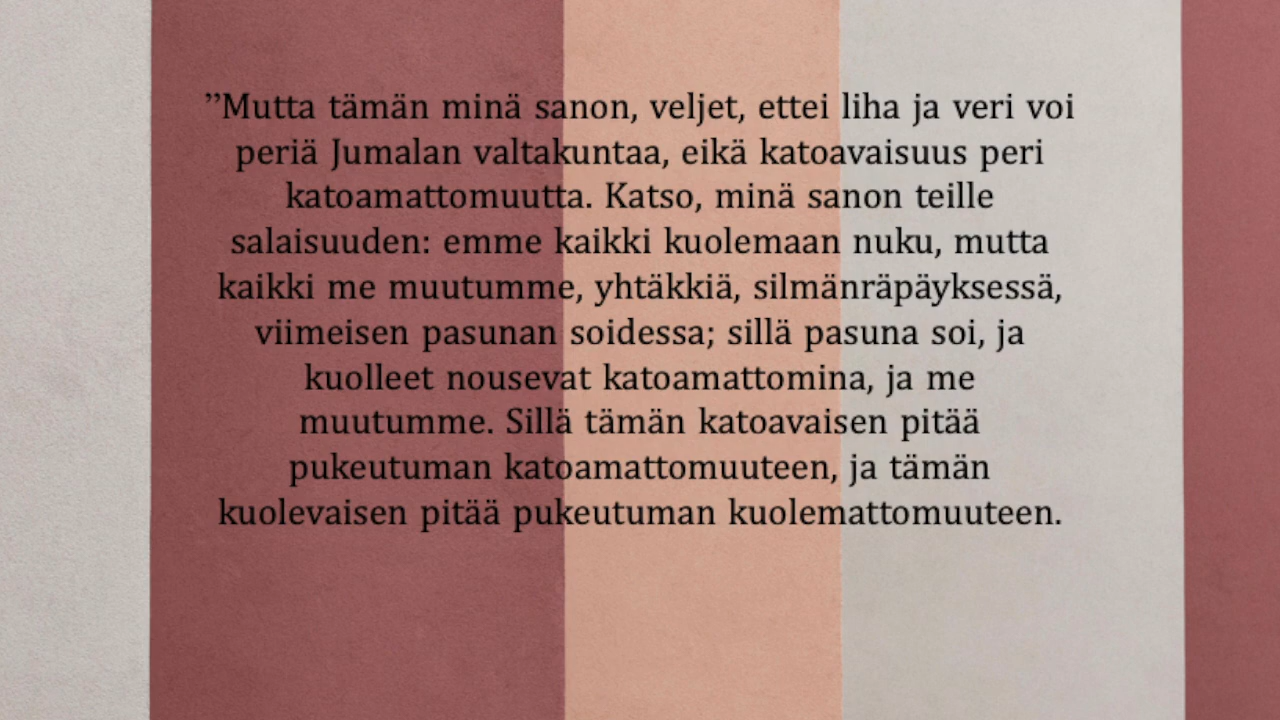 ”Mutta tämän minä sanon, veljet, ettei liha ja veri voi
periä Jumalan valtakuntaa, eikä katoavaisuus peri
katoamattomuutta. Katso, minä sanon teille
salaisuuden: emme kaikki kuolemaan nuku, mutta
kaikki me muutumme, yhtäkkiä, silmänräpäyksessä,
viimeisen pasunan soidessa; sillä pasuna soi, ja
kuolleet nousevat katoamattomina, ja me
muutumme. Sillä tämän katoavaisen pitää
pukeutuman katoamattomuuteen, ja tämän
kuolevaisen pitää pukeutuman kuolemattomuuteen.